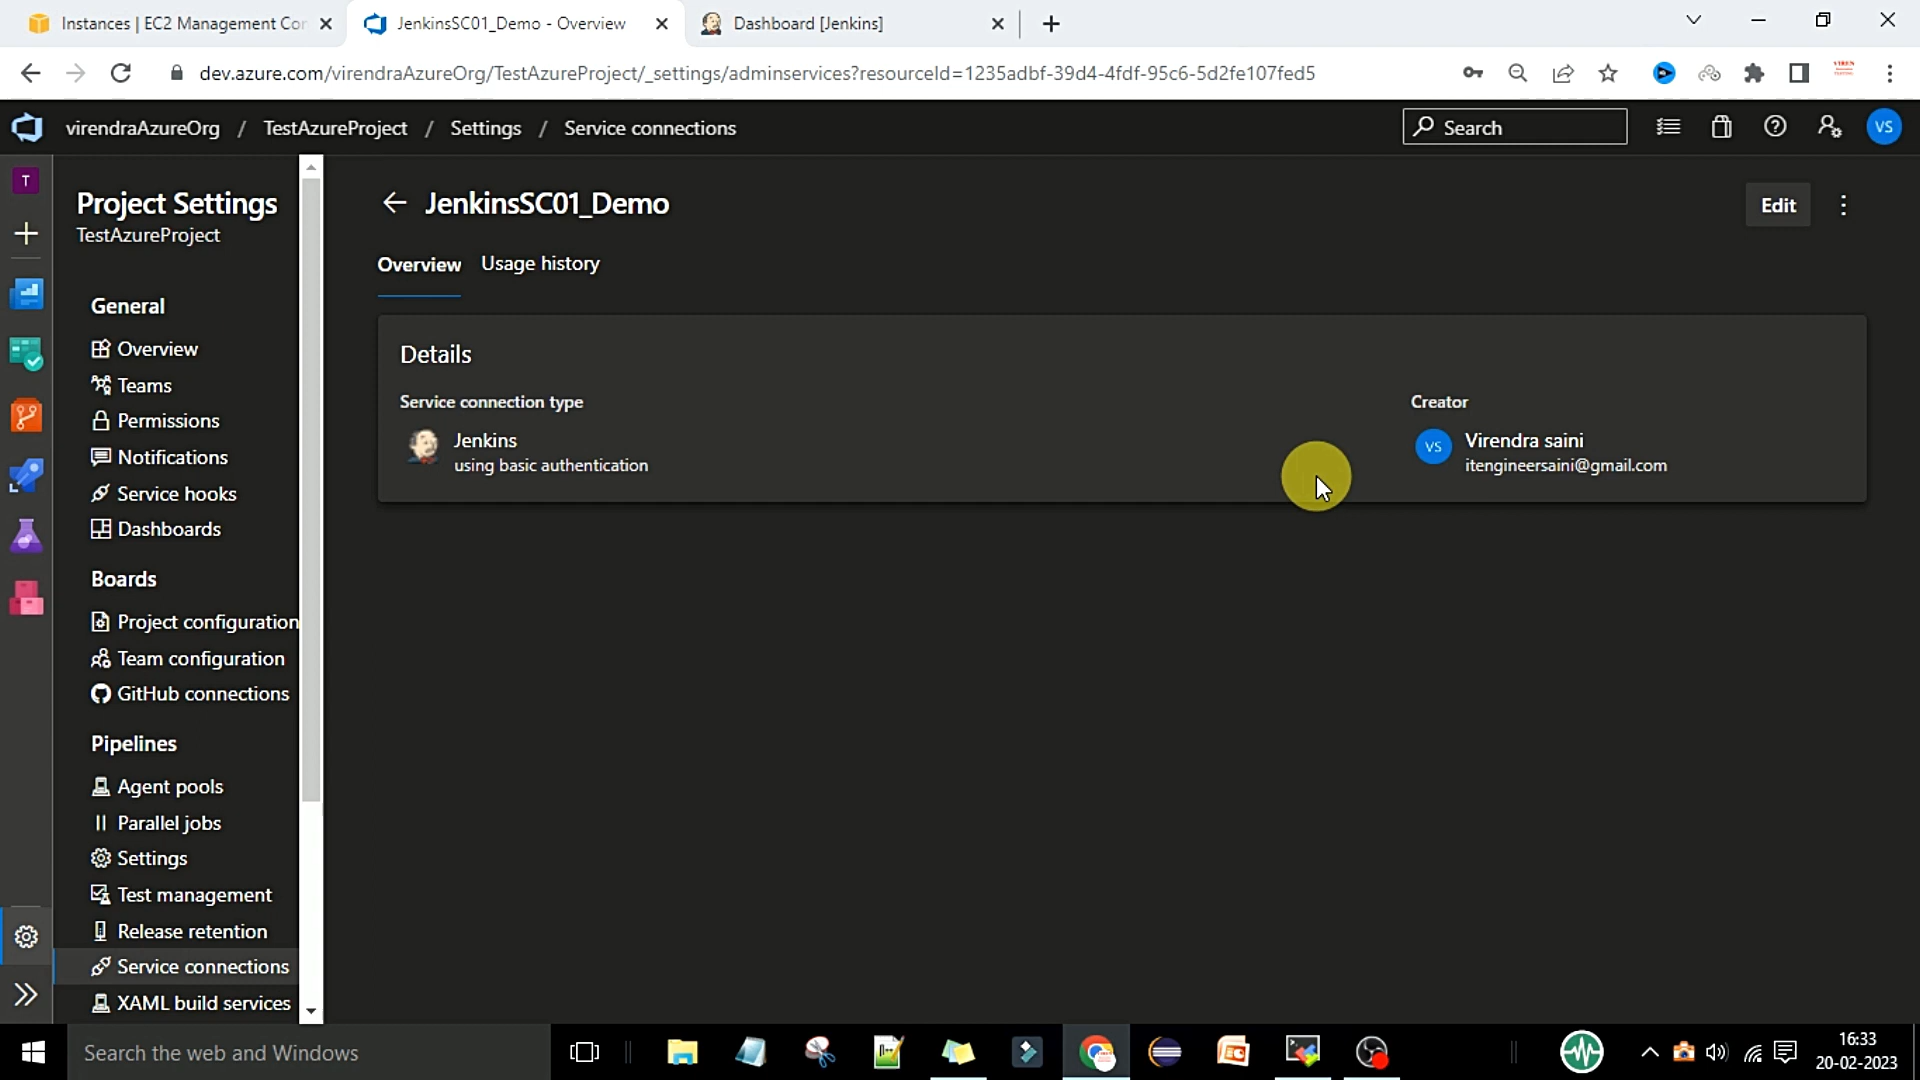 Instances | EC2 Management Cor
JenkinsSC01_Demo - Overview
Dashboard [Jenkins]
dev.azure.com/virendraAzureOrg/TestAzureProject/_settings/adminservices?resourceId=1235adbf-39d4-4fdf-95c6-5d2fe107fed5
virendraAzureOrg / TestAzureProject / Settings / Service connections
Search
VS
T
Project Settings
TestAzureProject
General
Overview
Teams
Permissions
Notifications
Service hooks
Dashboards
Boards
Project configuration
Team configuration
GitHub connections
Pipelines
Agent pools
Parallel jobs
Settings
Test management
Release retention
Service connections
XAML build services
JenkinsSC01_Demo
Edit
Overview
Usage history
Details
Service connection type
Jenkins
using basic authentication
Creator
VS
Virendra saini
itengineersaini@gmail.com
Search the web and Windows
16:33
20-02-2023